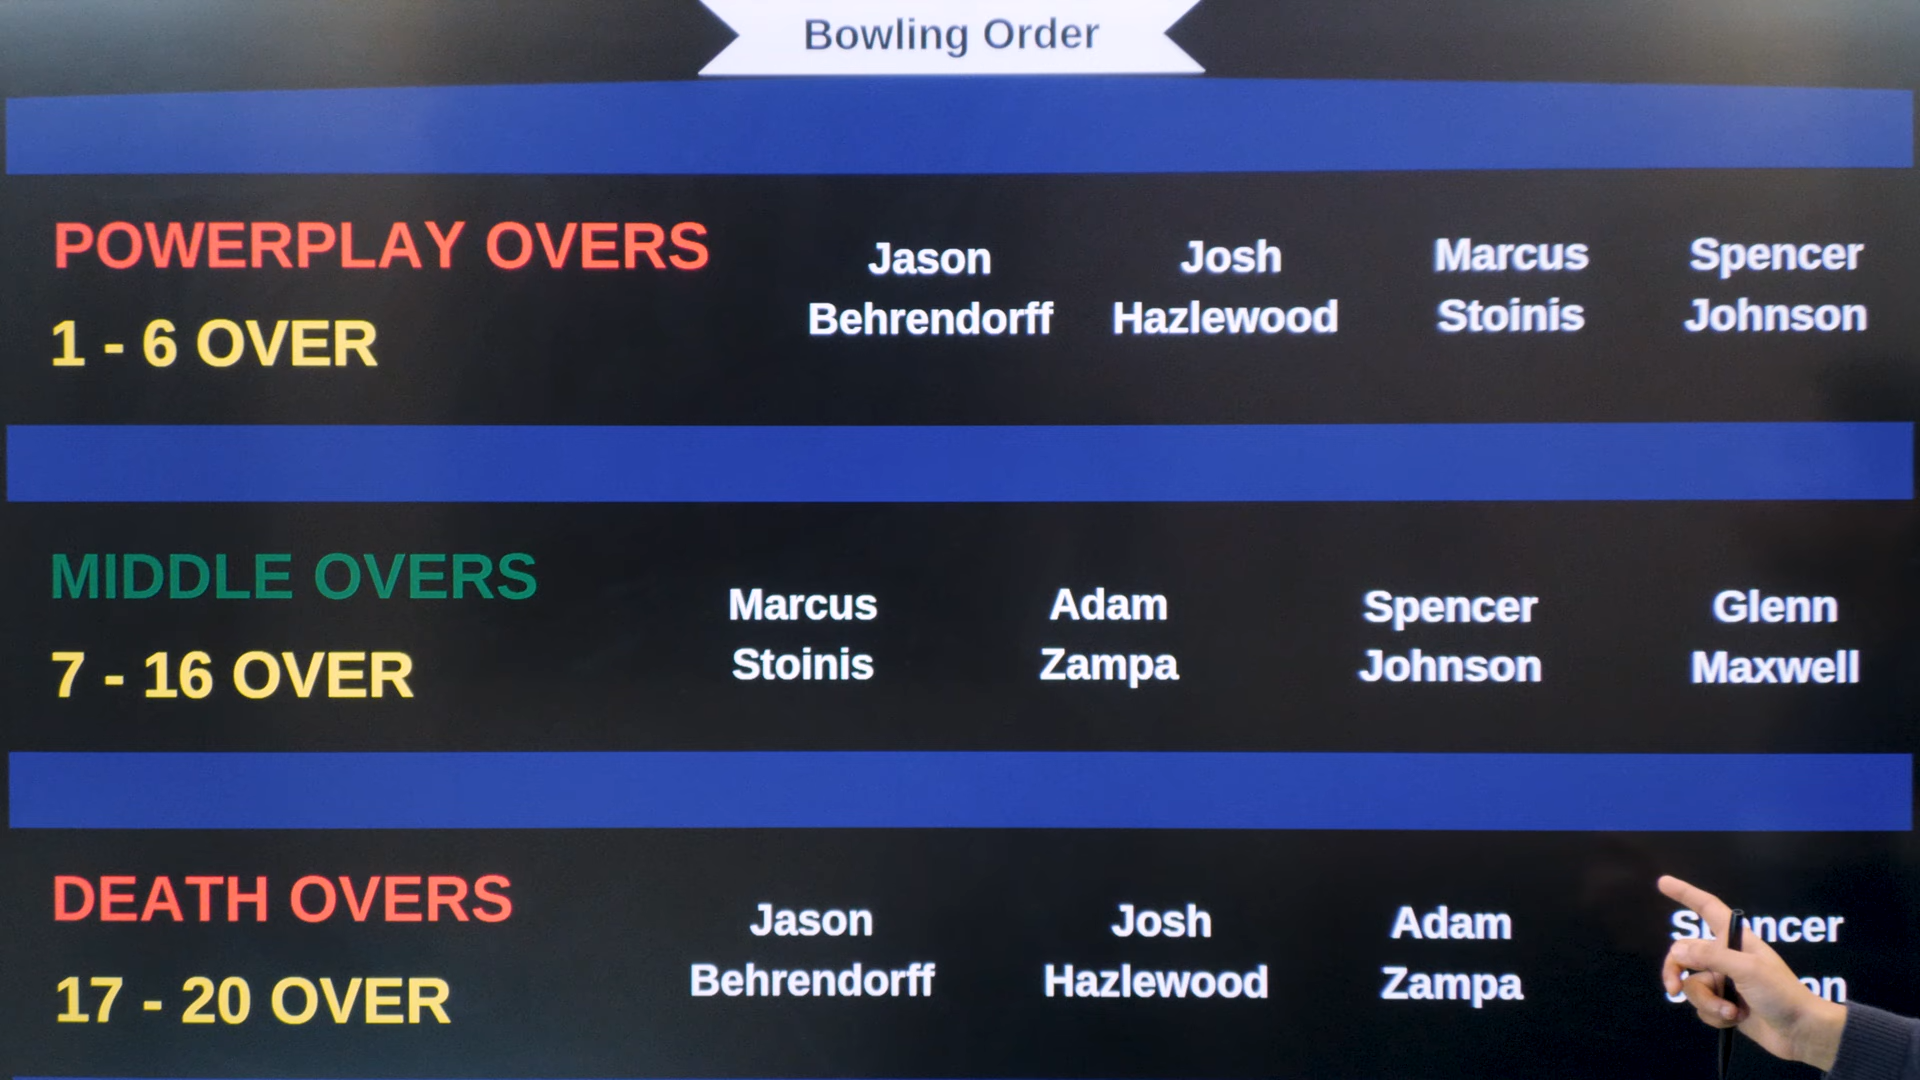 Bowling Order
POWERPLAY OVERS
1 - 6 OVER
Jason Behrendorff
Josh Hazlewood
Marcus Stoinis
Spencer Johnson
MIDDLE OVERS
7 - 16 OVER
Marcus Stoinis
Adam Zampa
Spencer Johnson
Glenn Maxwell
DEATH OVERS
17 - 20 OVER
Jason Behrendorff
Josh Hazlewood
Adam Zampa